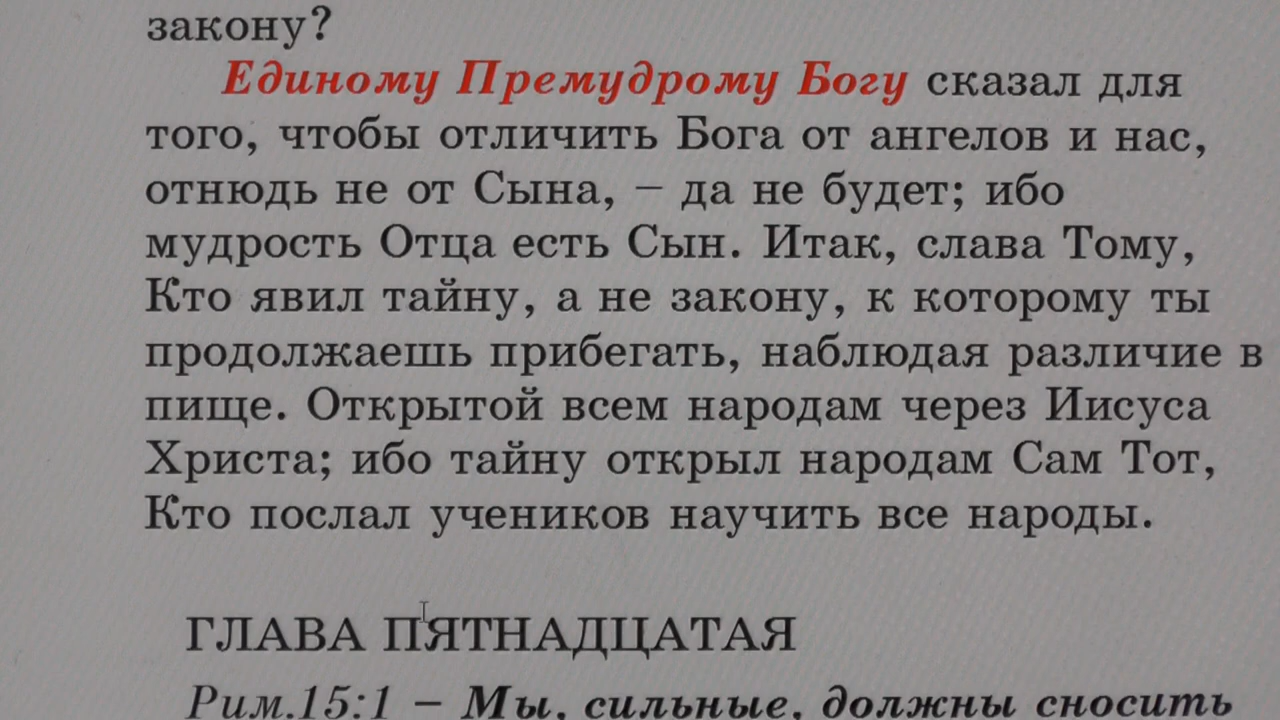 закону?
Единому Премудрому Богу сказал для
того, чтобы отличить Бога от ангелов и нас,
отнюдь не от Сына, – да не будет; ибо
мудрость Отца есть Сын. Итак, слава Тому,
Кто явил тайну, а не закону, к которому ты
продолжаешь прибегать, наблюдая различие в
пище. Открытой всем народам через Иисуса
Христа; ибо тайну открыл народам Сам Тот,
Кто послал учеников научить все народы.
ГЛАВА ПЯТНАДЦАТАЯ
Рим.15:1 – Мы, сильные, должны сносить